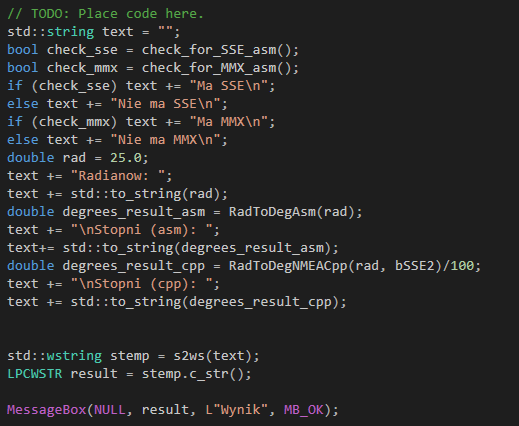 // TODO: Place code here.
std::string text = "";
bool check_sse = check_for_SSE_asm();
bool check_mmx = check_for_MMX_asm();
if (check_sse) text += "Ma SSE\n";
else text += "Nie ma SSE\n";
if (check_mmx) text += "Ma MMX\n";
else text += "Nie ma MMX\n";
double rad = 25.0;
text += "Radianow: ";
text += std::to_string(rad);
double degrees_result_asm = RadToDegAsm(rad);
text += "\nStopni (asm): ";
text+= std::to_string(degrees_result_asm);
double degrees_result_cpp = RadToDegNMEACpp(rad, bSSE2)/100;
text += "\nStopni (cpp): ";
text += std::to_string(degrees_result_cpp);
std::wstring stemp = s2ws(text);
LPCWSTR result = stemp.c_str();
MessageBox(NULL, result, L"Wynik", MB_OK);